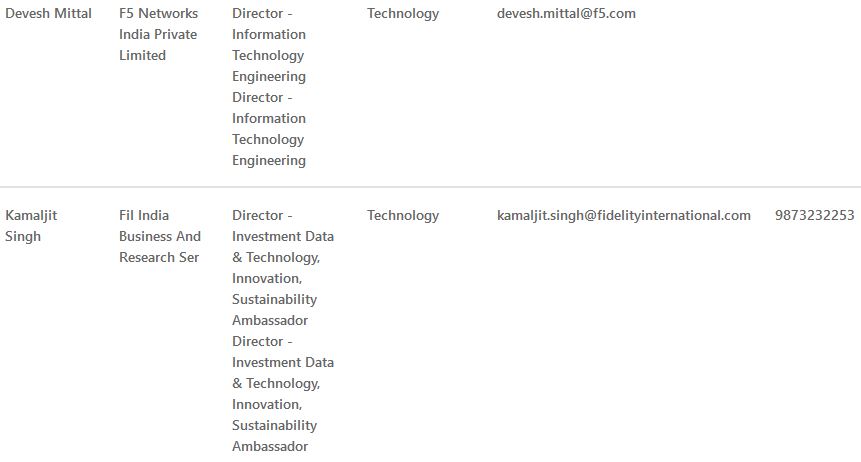 Devesh Mittal
F5 Networks
India Private
Limited
Director -
Information
Technology
Engineering
Director -
Information
Technology
Engineering
Technology
devesh.mittal@f5.com
Kamaljit
Singh
Fil India
Business And
Research Ser
Director -
Investment Data
& Technology,
Innovation,
Sustainability
Ambassador
Director -
Investment Data
& Technology,
Innovation,
Sustainability
Ambassador
Technology
kamaljit.singh@fidelityinternational.com
9873232253